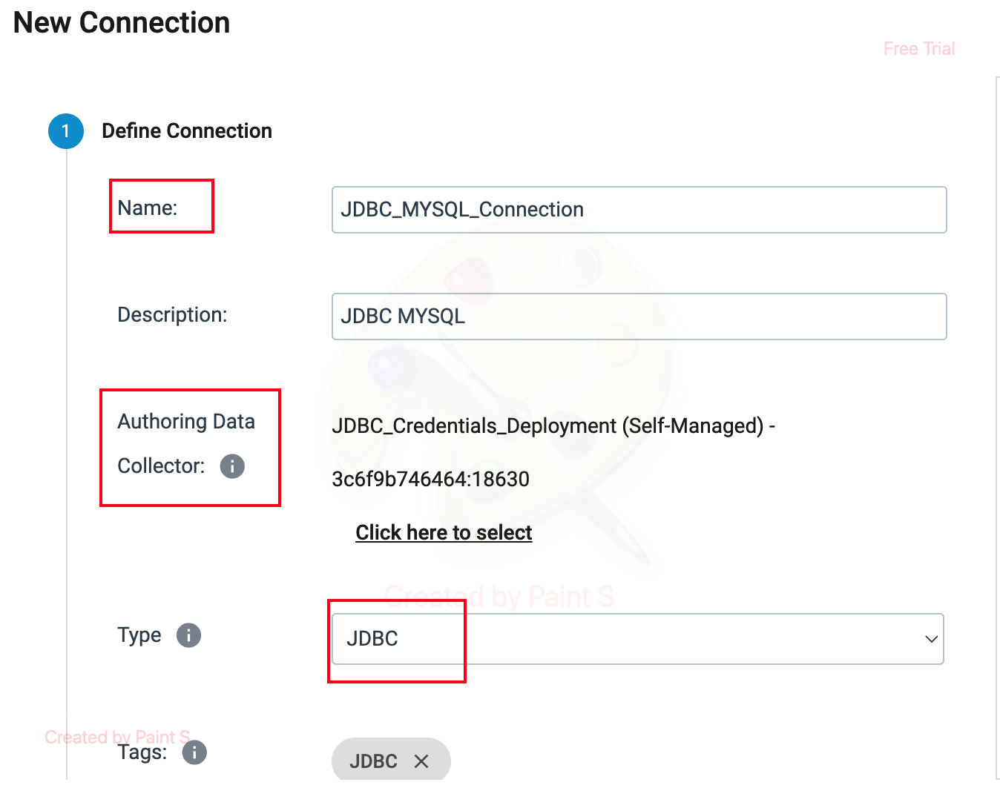 New Connection
Free Trial
1 Define Connection
Name: JDBC_MYSQL_Connection
Description: JDBC MYSQL
Authoring Data
Collector:
JDBC_Credentials_Deployment (Self-Managed) -
3c6f9b746464:18630
Click here to select
Created by Paint S
Type JDBC
Created by Paint S
Tags: JDBC